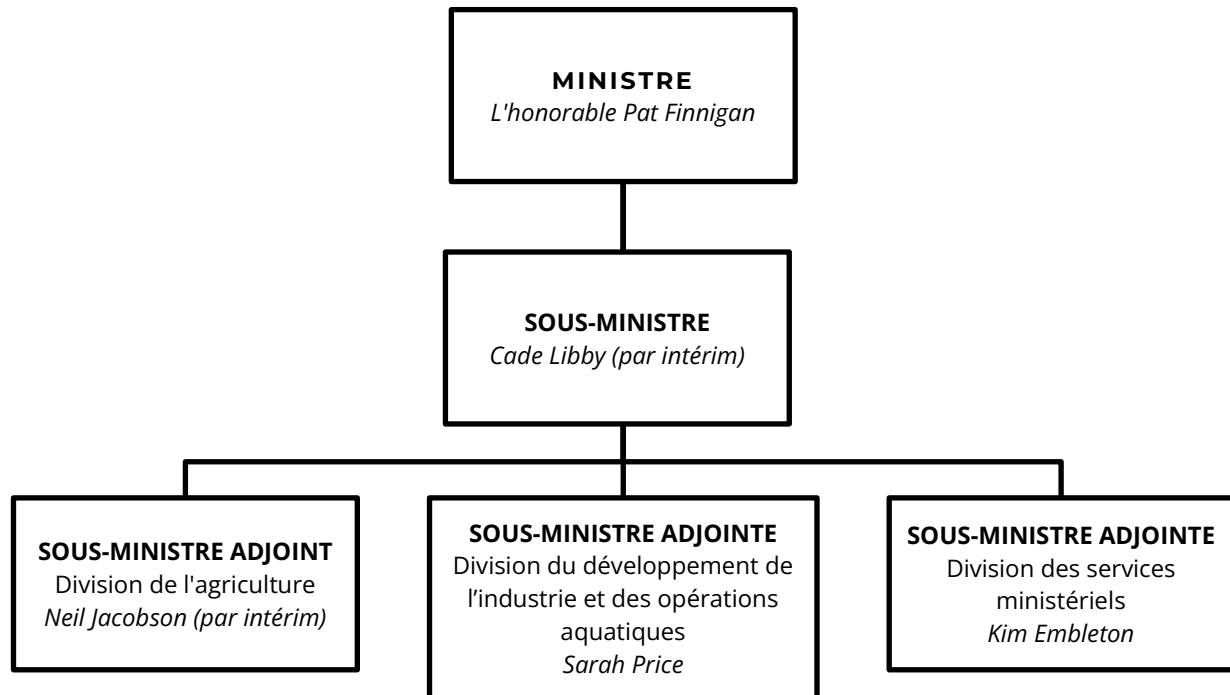 MINISTRE
L'honorable Pat Finnigan
SOUS-MINISTRE
Cade Libby (par intérim)
SOUS-MINISTRE ADJOINT
Division de l'agriculture
Neil Jacobson (par intérim)
SOUS-MINISTRE ADJOINTE
Division du développement de
l’industrie et des opérations
aquatiques
Sarah Price
SOUS-MINISTRE ADJOINTE
Division des services
ministériels
Kim Embleton